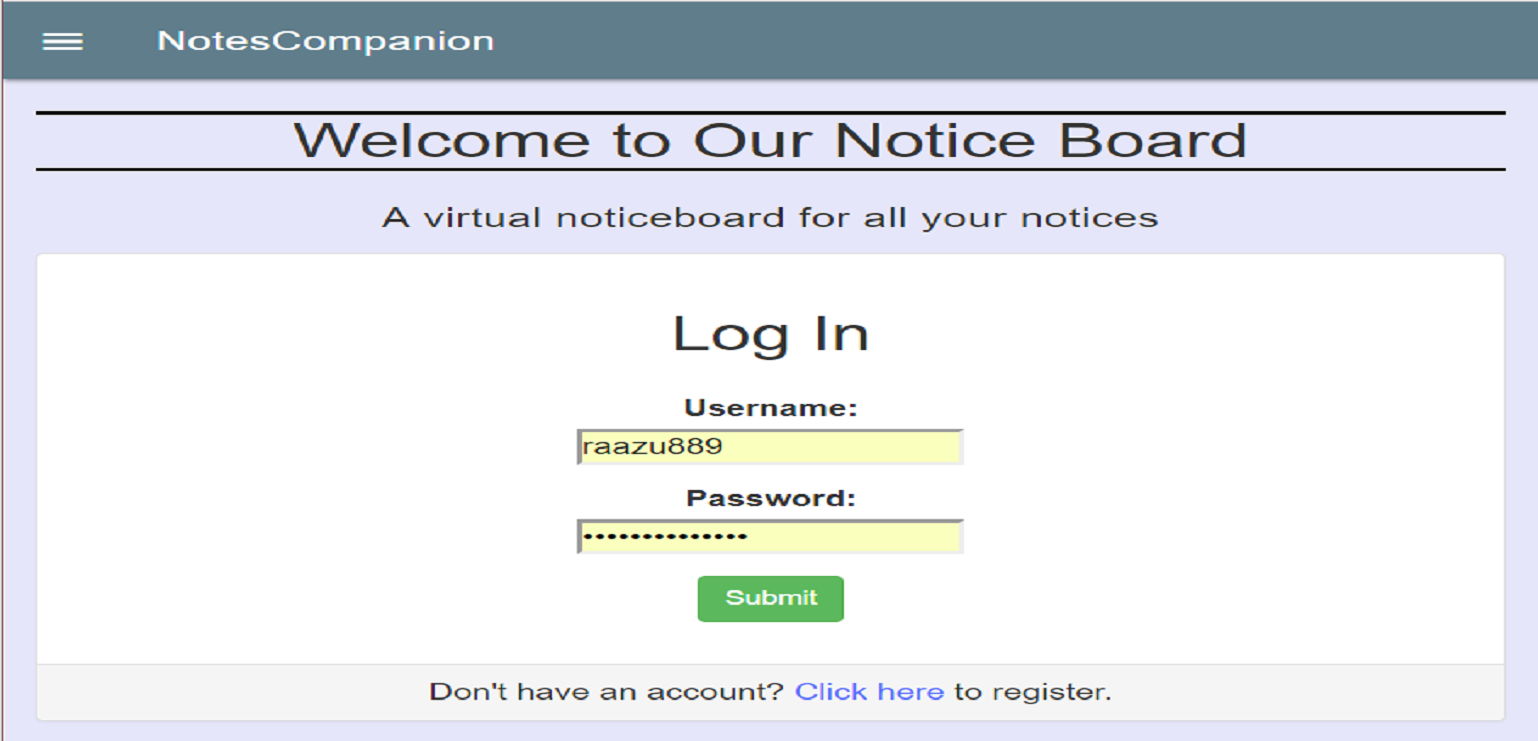 NotesCompanion
Welcome to Our Notice Board
A virtual noticeboard for all your notices
Log In
Username:
raazu889
Password:
••••••••••••••
Submit
Don't have an account? Click here to register.